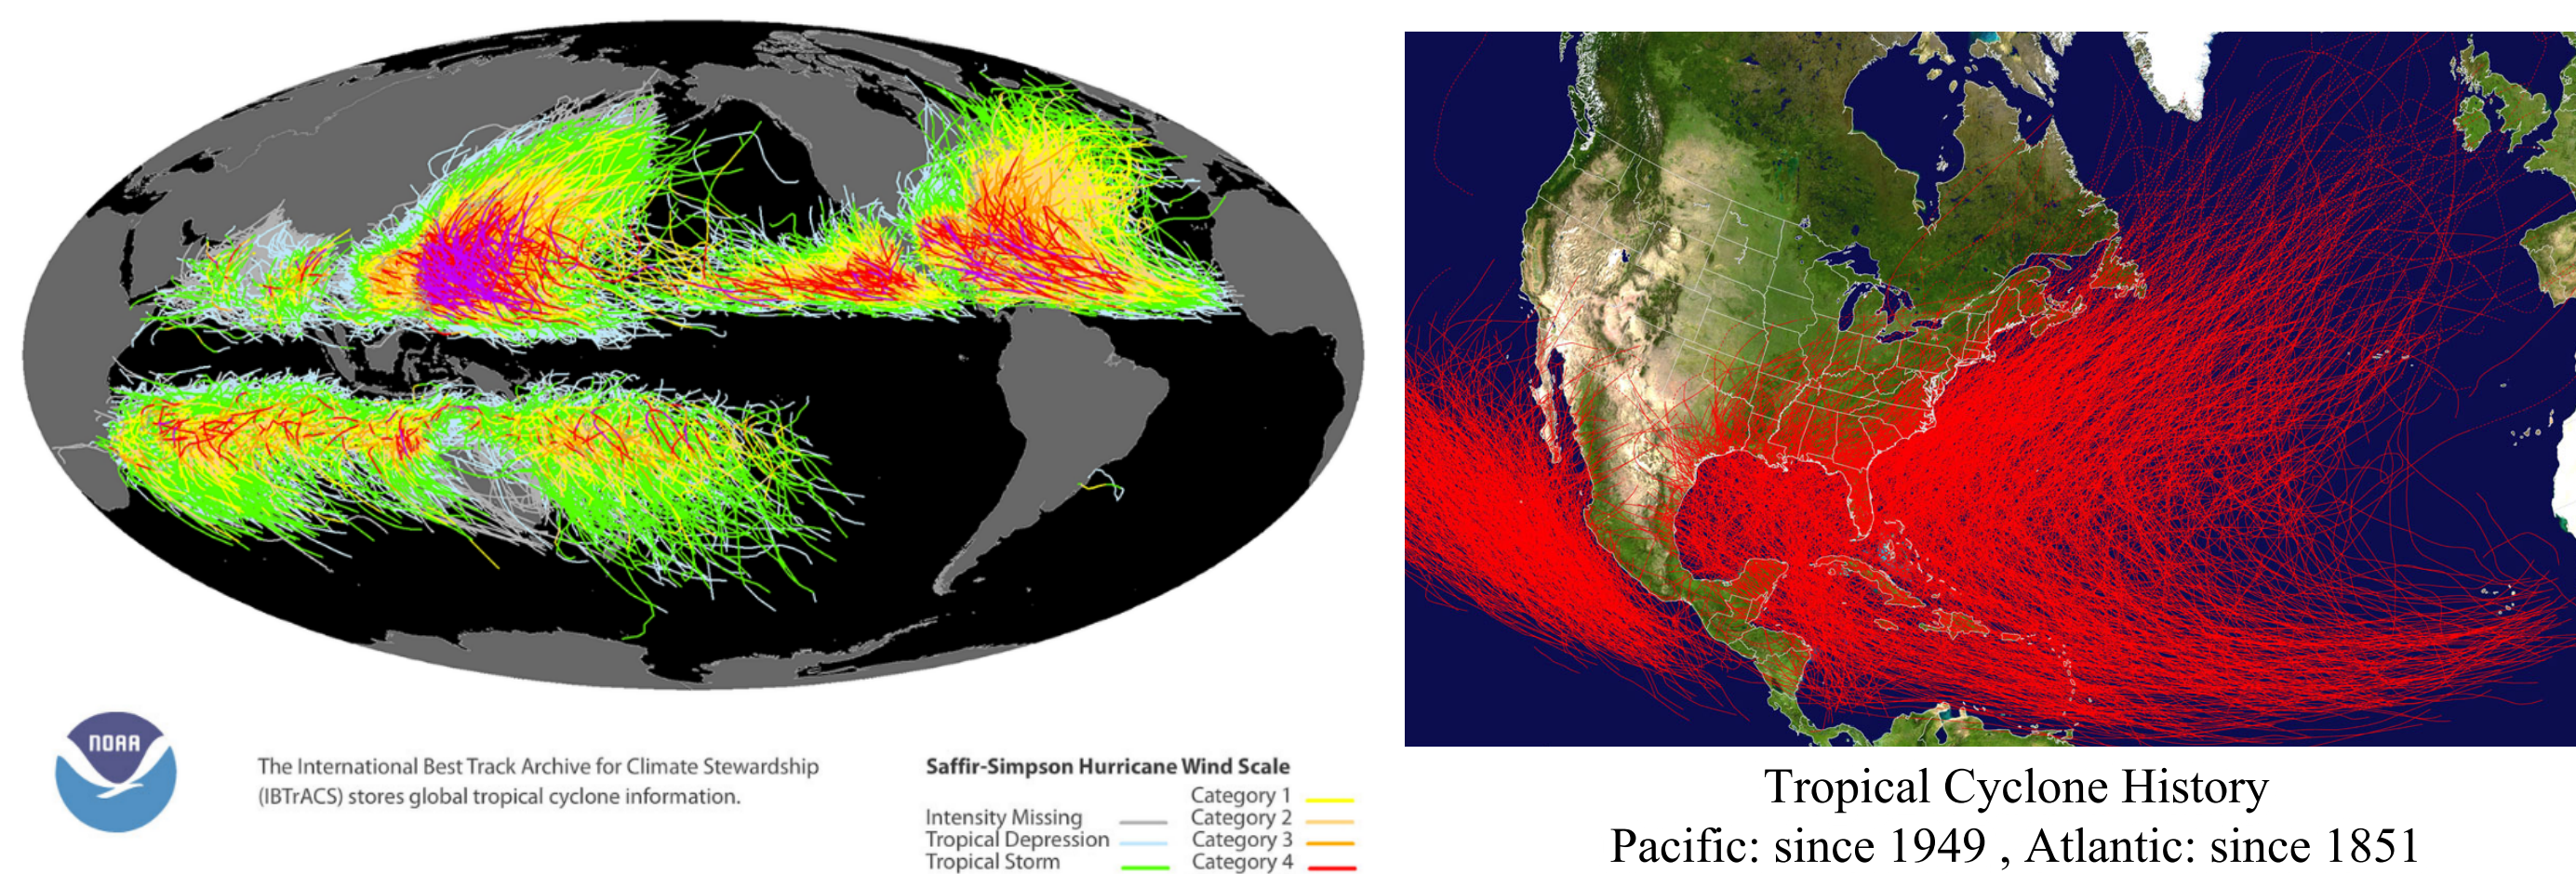 NOAA
The International Best Track Archive for Climate Stewardship
(IBTrACS) stores global tropical cyclone information.
Saffir-Simpson Hurricane Wind Scale
Category 1
Intensity Missing Category 2
Tropical Depression Category 3
Tropical Storm Category 4
Tropical Cyclone History
Pacific: since 1949 , Atlantic: since 1851